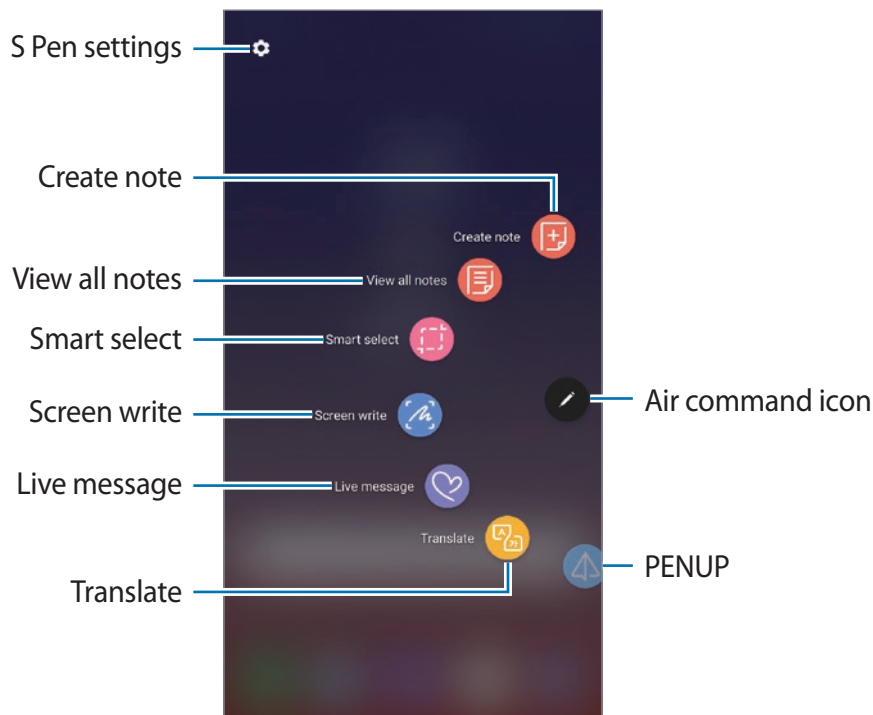 S Pen settings
Create note
Create note
View all notes
View all notes
Smart select
Smart select
Screen write
Screen write
Air command icon
Live message
Live message
Translate
PENUP
Translate